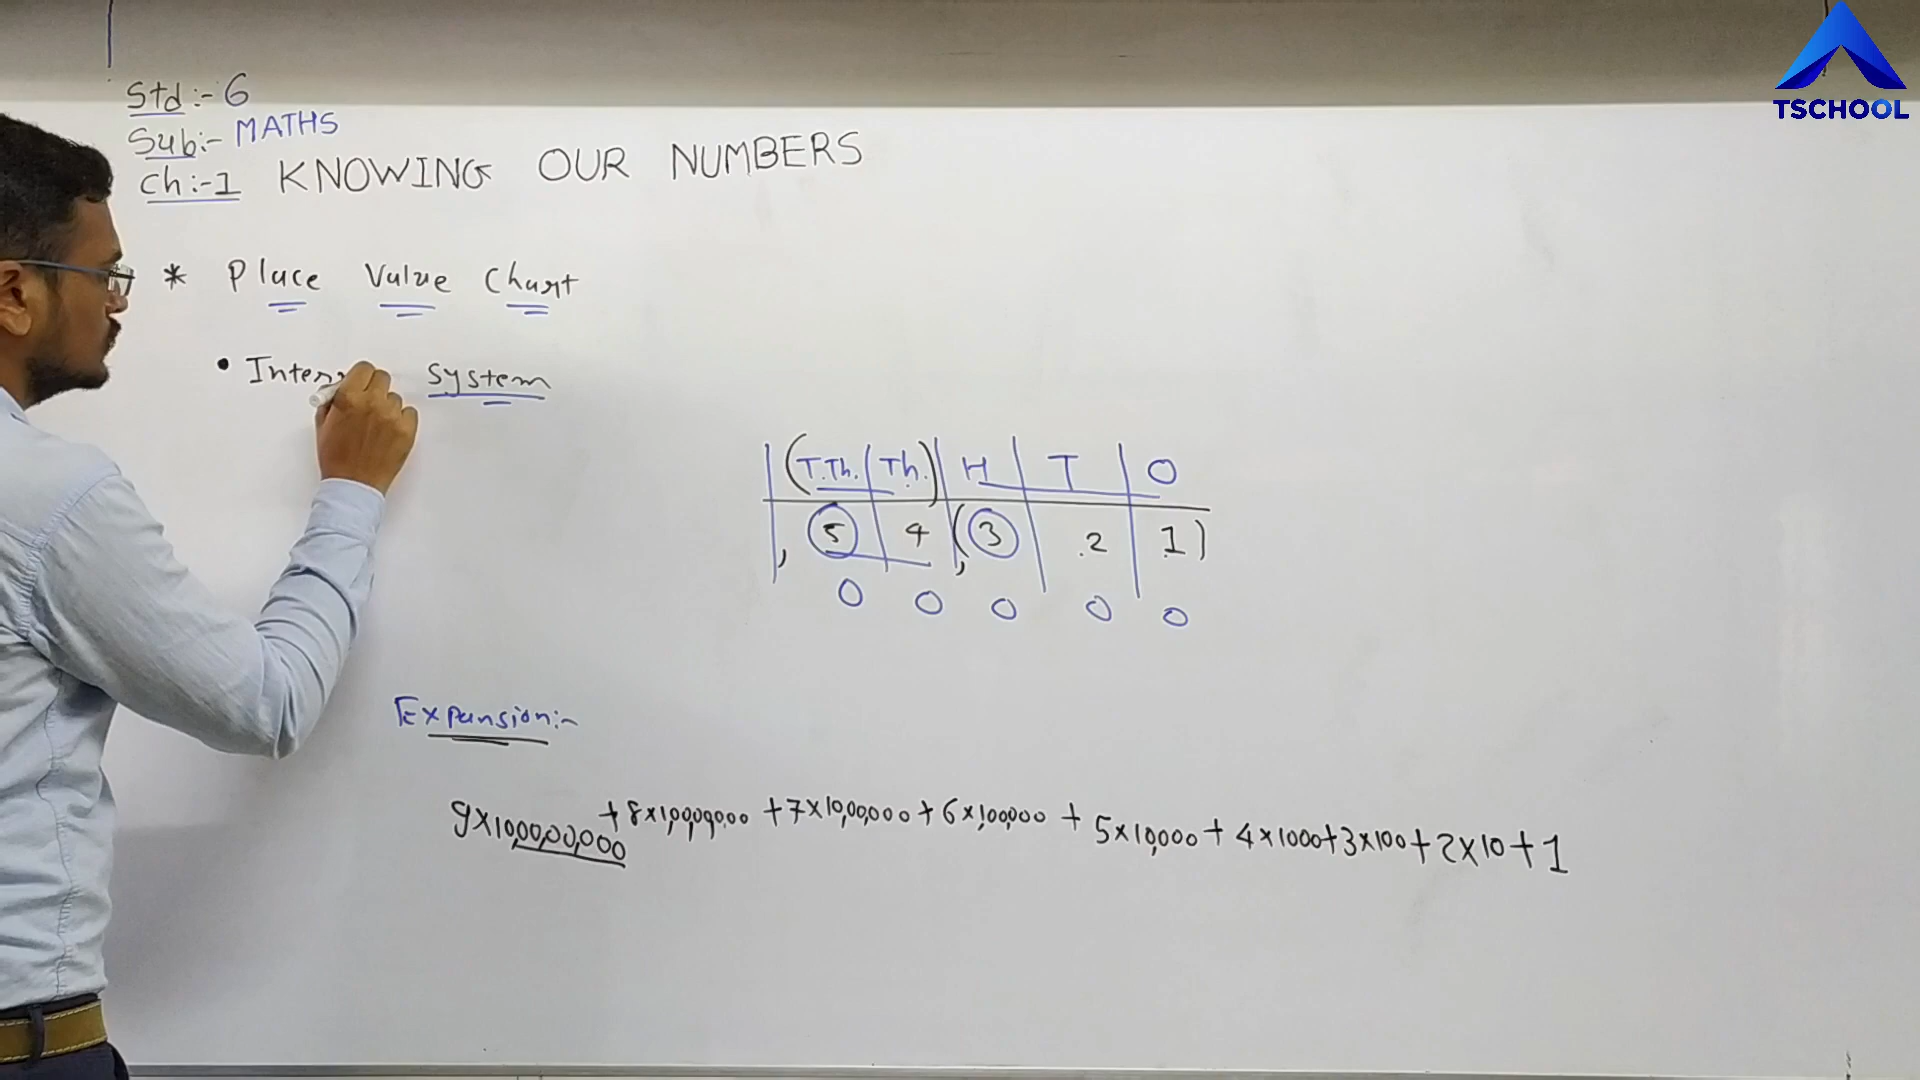 TSCHOOL
Std :- 6
Sub:- MATHS
Ch:-1 KNOWING OUR NUMBERS
* Place Value Chart
• Intern System
(T.Th. Th.) H T O
, 5 4 (, 3 2 1)
0 0 0 0 0
Expansion:-
9×10,00,00,000 + 8×1,00,00,000 + 7×10,00,000 + 6×1,00,000 + 5×10,000 + 4×1000 + 3×100 + 2×10 + 1